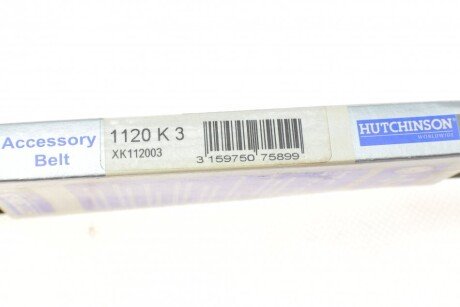 Accessory
Belt
1120 K 3
XK112003
3 159750 75899
HUTCHINSON
WORLDWIDE